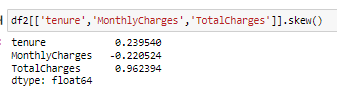 df2[['tenure','MonthlyCharges','TotalCharges']].skew()
tenure 0.239540
MonthlyCharges -0.220524
TotalCharges 0.962394
dtype: float64